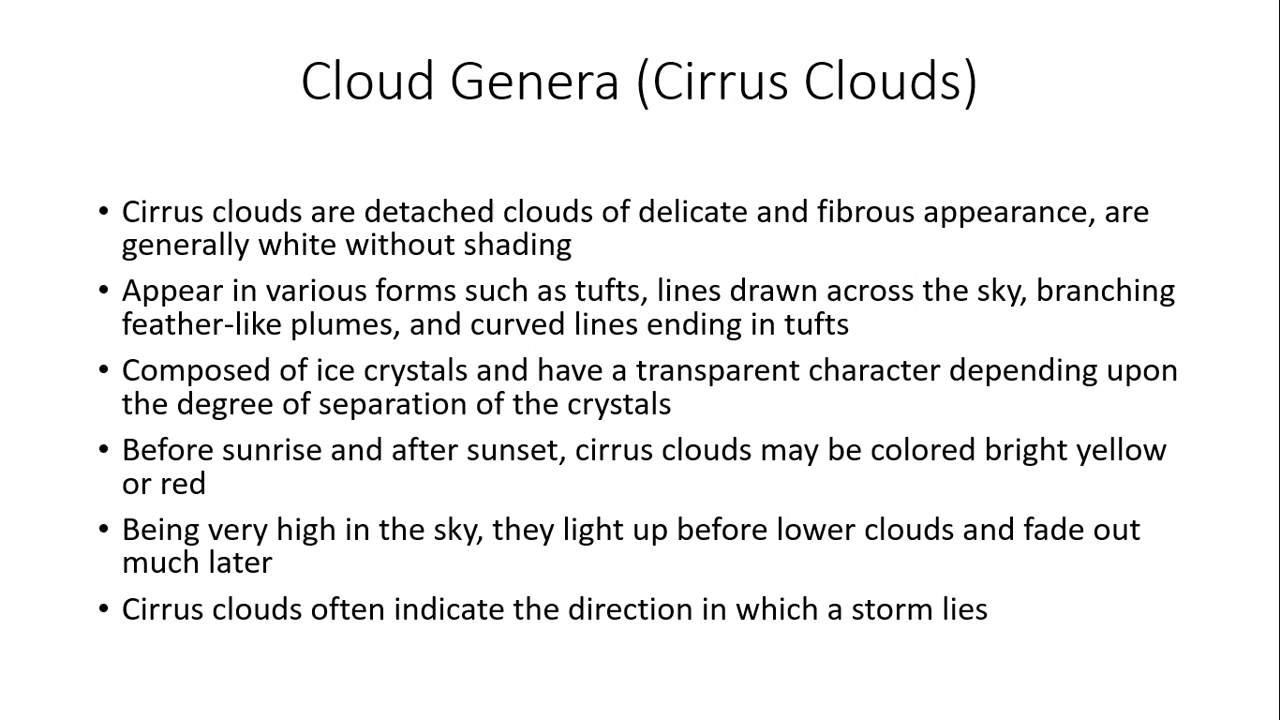 Cloud Genera (Cirrus Clouds)
• Cirrus clouds are detached clouds of delicate and fibrous appearance, are
generally white without shading
• Appear in various forms such as tufts, lines drawn across the sky, branching
feather-like plumes, and curved lines ending in tufts
• Composed of ice crystals and have a transparent character depending upon
the degree of separation of the crystals
• Before sunrise and after sunset, cirrus clouds may be colored bright yellow
or red
• Being very high in the sky, they light up before lower clouds and fade out
much later
• Cirrus clouds often indicate the direction in which a storm lies